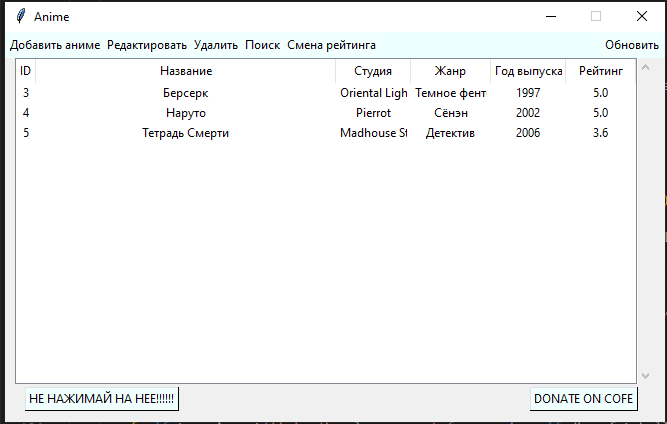 Anime
Добавить аниме Редактировать Удалить Поиск Смена рейтинга Обновить
ID Название Студия Жанр Год выпуска Рейтинг
3 Берсерк Oriental Ligh Темное фент 1997 5.0
4 Наруто Pierrot Сёнэн 2002 5.0
5 Тетрадь Смерти Madhouse St Детектив 2006 3.6
НЕ НАЖИМАЙ НА НЕЕ!!!!!! DONATE ON COFE